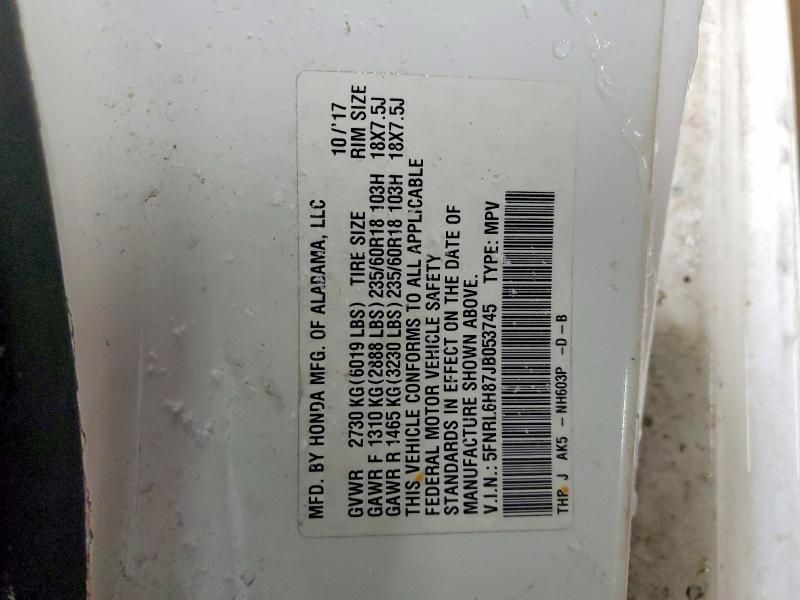 MFD. BY HONDA MFG. OF ALABAMA, LLC 10/'17
GVWR 2730 KG(6019 LBS) TIRE SIZE RIM SIZE
GAWR F 1310 KG(2888 LBS)235/60R18 103H 18X7.5J
GAWR R 1465 KG(3230 LBS)235/60R18 103H 18X7.5J
THIS VEHICLE CONFORMS TO ALL APPLICABLE
FEDERAL MOTOR VEHICLE SAFETY
STANDARDS IN EFFECT ON THE DATE OF
MANUFACTURE SHOWN ABOVE.
V.I.N.: 5FNRL6H87JB053745 TYPE: MPV
THR J AK5 - NH603P -D-B